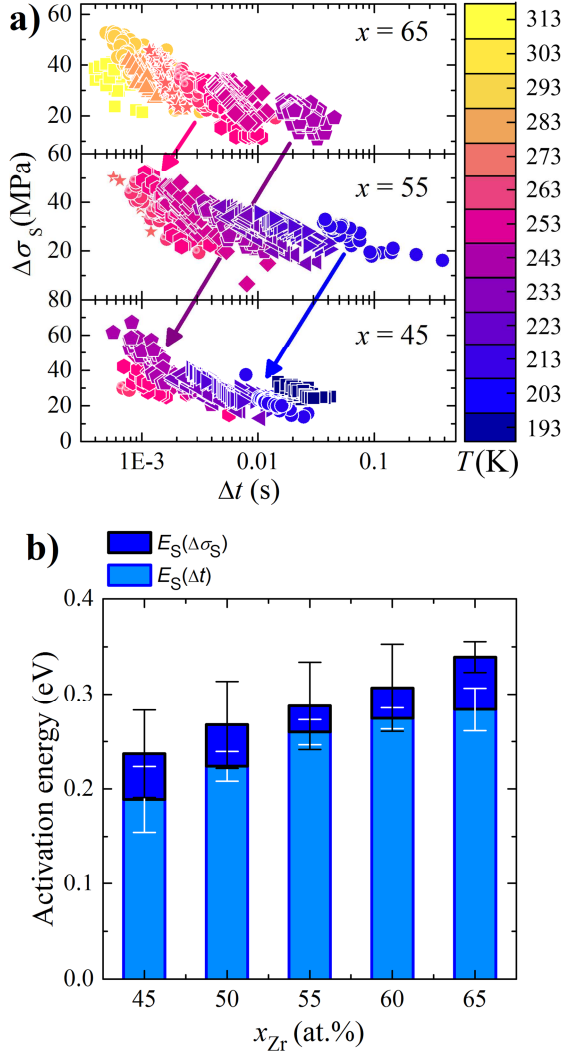 a)
x = 65
x = 55
x = 45
60
40
20
60
40
20
80
60
40
20
0
Δσ_S (MPa)
1E-3
0.01
0.1
Δt (s)
313
303
293
283
273
263
253
243
233
223
213
203
193
T (K)
b)
E_S(Δσ_S)
E_S(Δt)
0.4
0.3
0.2
0.1
0.0
Activation energy (eV)
45 50 55 60 65
x_Zr (at.%)